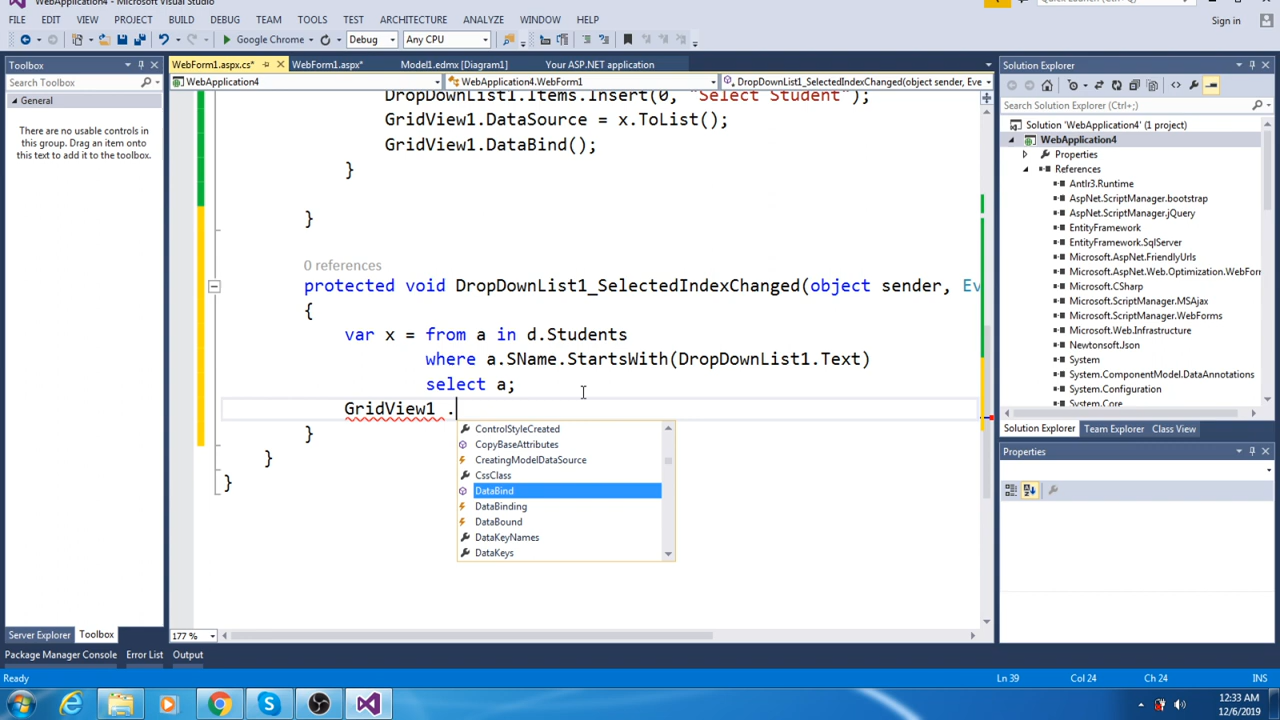 WebApplication4 - Microsoft Visual Studio
Quick Launch (Ctrl+Q)
FILE EDIT VIEW PROJECT BUILD DEBUG TEAM TOOLS TEST ARCHITECTURE ANALYZE WINDOW HELP
Sign in
Google Chrome Debug Any CPU
Toolbox
Search Toolbox
General
There are no usable controls in
this group. Drag an item onto
this text to add it to the toolbox.
WebForm1.aspx.cs* WebForm1.aspx* Model1.edmx [Diagram1] Your ASP.NET application
WebApplication4 WebApplication4.WebForm1 DropDownList1_SelectedIndexChanged(object sender, Eve
DropDownList1.Items.Insert(0, "Select Student");
GridView1.DataSource = x.ToList();
GridView1.DataBind();
}
}
0 references
protected void DropDownList1_SelectedIndexChanged(object sender, Ev
{
var x = from a in d.Students
where a.SName.StartsWith(DropDownList1.Text)
select a;
GridView1 .
}
}
}
ControlStyleCreated
CopyBaseAttributes
CreatingModelDataSource
CssClass
DataBind
DataBinding
DataBound
DataKeyNames
DataKeys
177 %
Solution Explorer
Search Solution Explorer (Ctrl+;)
Solution 'WebApplication4' (1 project)
WebApplication4
Properties
References
Antlr3.Runtime
AspNet.ScriptManager.bootstrap
AspNet.ScriptManager.jQuery
EntityFramework
EntityFramework.SqlServer
Microsoft.AspNet.FriendlyUrls
Microsoft.AspNet.Web.Optimization.WebForm
Microsoft.CSharp
Microsoft.ScriptManager.MSAjax
Microsoft.ScriptManager.WebForms
Microsoft.Web.Infrastructure
Newtonsoft.Json
System
System.ComponentModel.DataAnnotations
System.Configuration
System.Core
Solution Explorer Team Explorer Class View
Properties
Server Explorer Toolbox
Package Manager Console Error List Output
Ready Ln 39 Col 24 Ch 24 INS
12:33 AM
12/6/2019